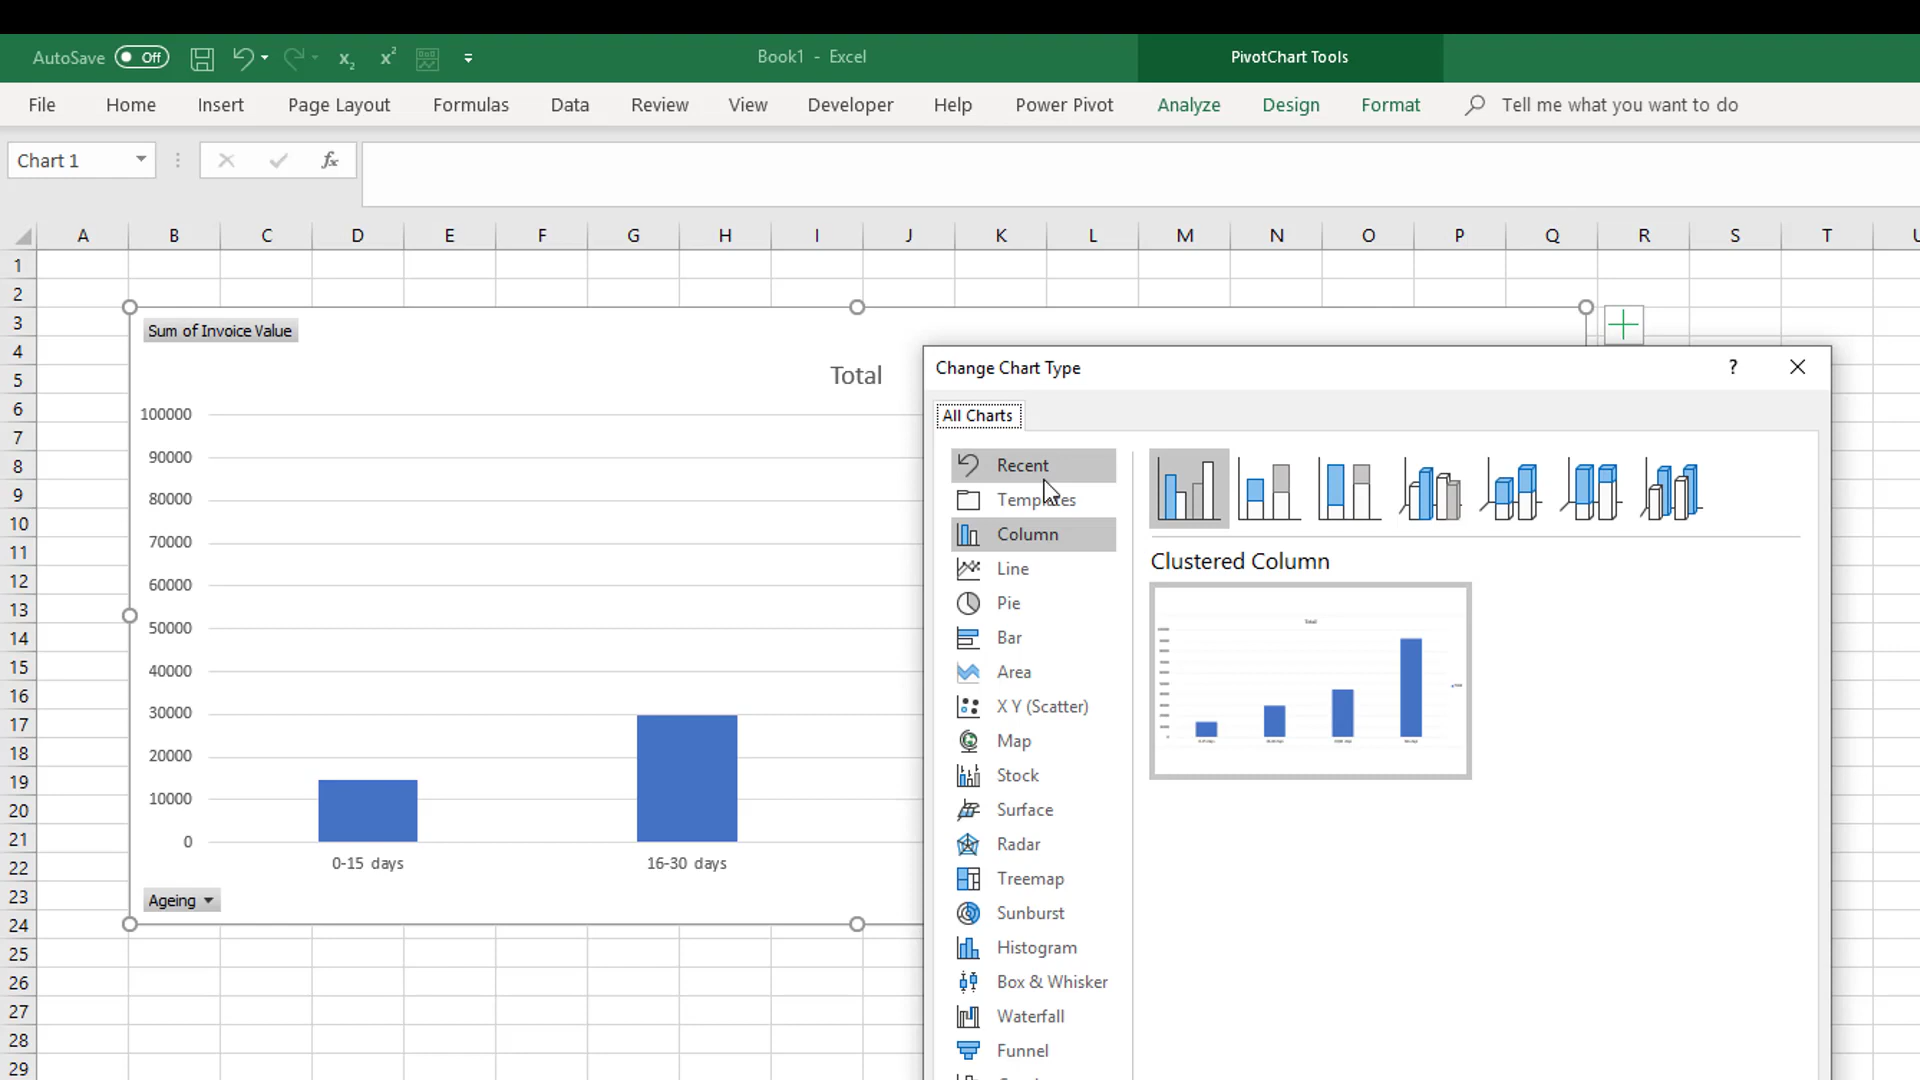 AutoSave Off Book1 - Excel PivotChart Tools
File Home Insert Page Layout Formulas Data Review View Developer Help Power Pivot Analyze Design Format Tell me what you want to do
Chart 1 fx
A B C D E F G H I J K L M N O P Q R S T
1
2
3
4
5
6
7
8
9
10
11
12
13
14
15
16
17
18
19
20
21
22
23
24
25
26
27
28
29
Sum of Invoice Value
Total
100000
90000
80000
70000
60000
50000
40000
30000
20000
10000
0
0-15 days 16-30 days
Ageing
Change Chart Type ?
All Charts
Recent
Templates
Column
Line
Pie
Bar
Area
X Y (Scatter)
Map
Stock
Surface
Radar
Treemap
Sunburst
Histogram
Box & Whisker
Waterfall
Funnel
Clustered Column
Total